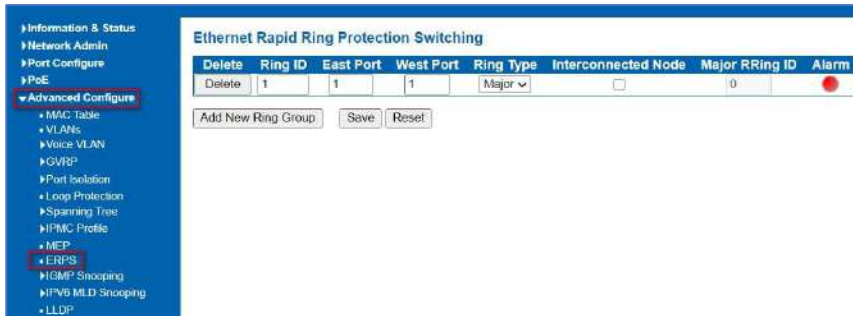 Information & Status
Network Admin
Port Configure
PoE
Advanced Configure
MAC Table
VLANs
Voice VLAN
GVRP
Port Isolation
Loop Protection
Spanning Tree
IPMC Profile
MEP
ERPS
IGMP Snooping
IPV6 MLD Snooping
LLDP
Ethernet Rapid Ring Protection Switching
Delete Ring ID East Port West Port Ring Type Interconnected Node Major RRing ID Alarm
Delete 1 1 1 Major 0
Add New Ring Group Save Reset